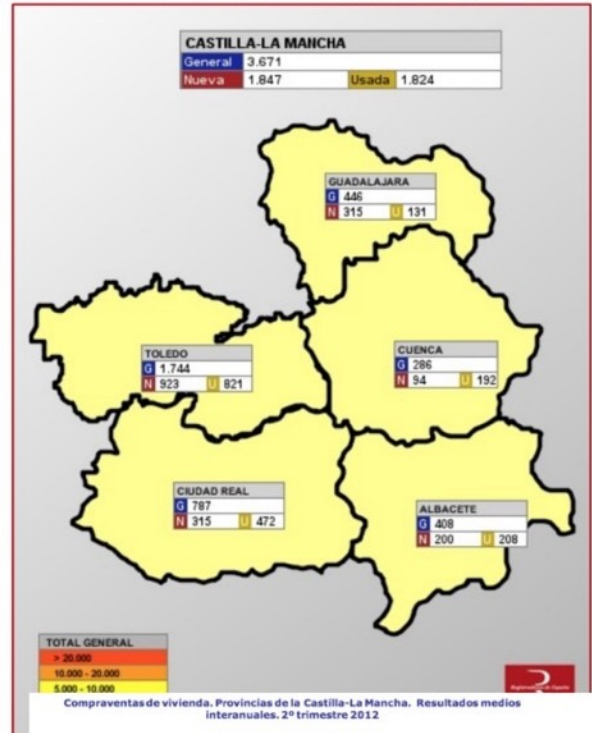 CASTILLA-LA MANCHA
General 3.671
Nueva 1.847 Usada 1.824
GUADALAJARA
G 446
N 315 U 131
TOLEDO
G 1.744
N 923 U 821
CUENCA
G 286
N 94 U 192
CIUDAD REAL
G 787
N 315 U 472
ALBACETE
G 408
N 200 U 208
TOTAL GENERAL
> 20.000
10.000 - 20.000
5.000 - 10.000
R
Compraventas de vivienda. Provincias de la Castilla-La Mancha. Resultados medios
interanuales. 2º trimestre 2012